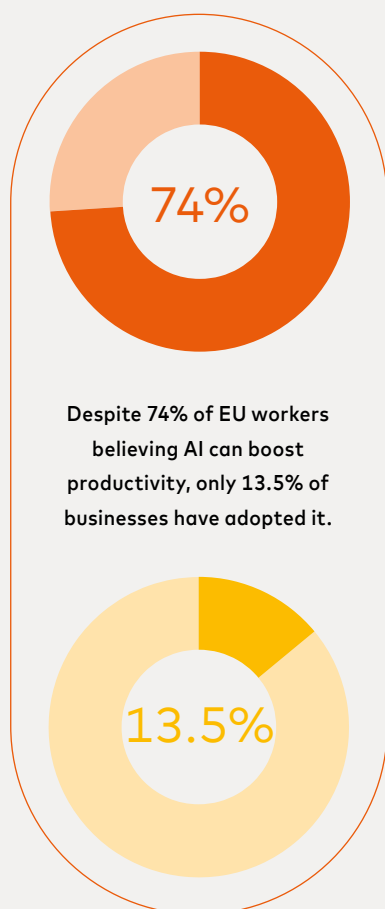 74%
Despite 74% of EU workers
believing AI can boost
productivity, only 13.5% of
businesses have adopted it.
13.5%